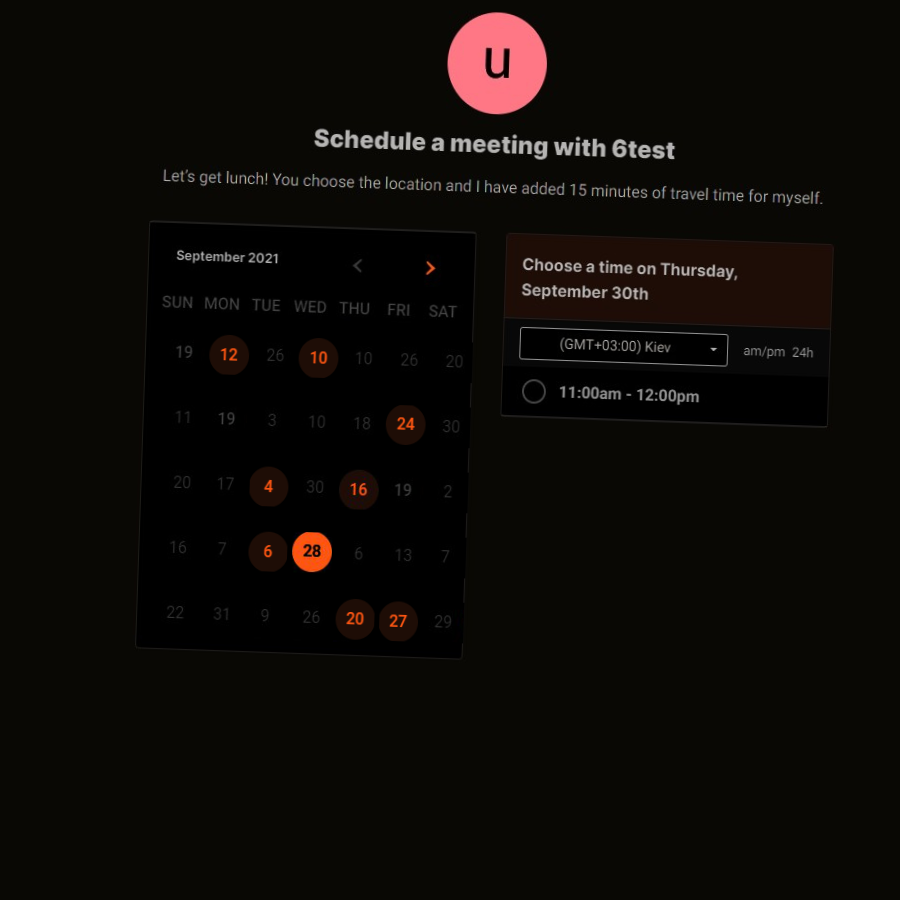 u
Schedule a meeting with 6test
Let's get lunch! You choose the location and I have added 15 minutes of travel time for myself.
September 2021
SUN MON TUE WED THU FRI SAT
19 12 26 10 10 26 20
11 19 3 10 18 24 30
20 17 4 30 16 19 2
16 7 6 28 6 13 7
22 31 9 26 20 27 29
Choose a time on Thursday,
September 30th
(GMT+03:00) Kiev am/pm 24h
11:00am - 12:00pm